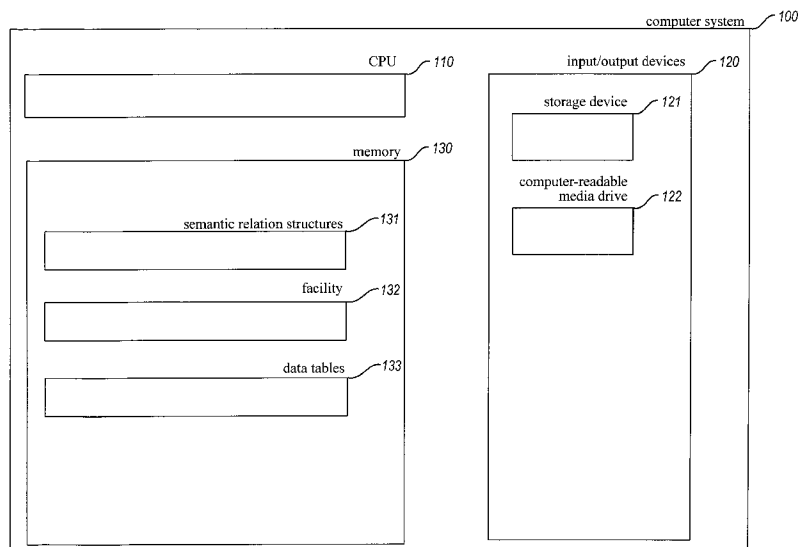 computer system 100
CPU 110
input/output devices 120
storage device 121
memory 130
computer-readable
media drive 122
semantic relation structures 131
facility 132
data tables 133